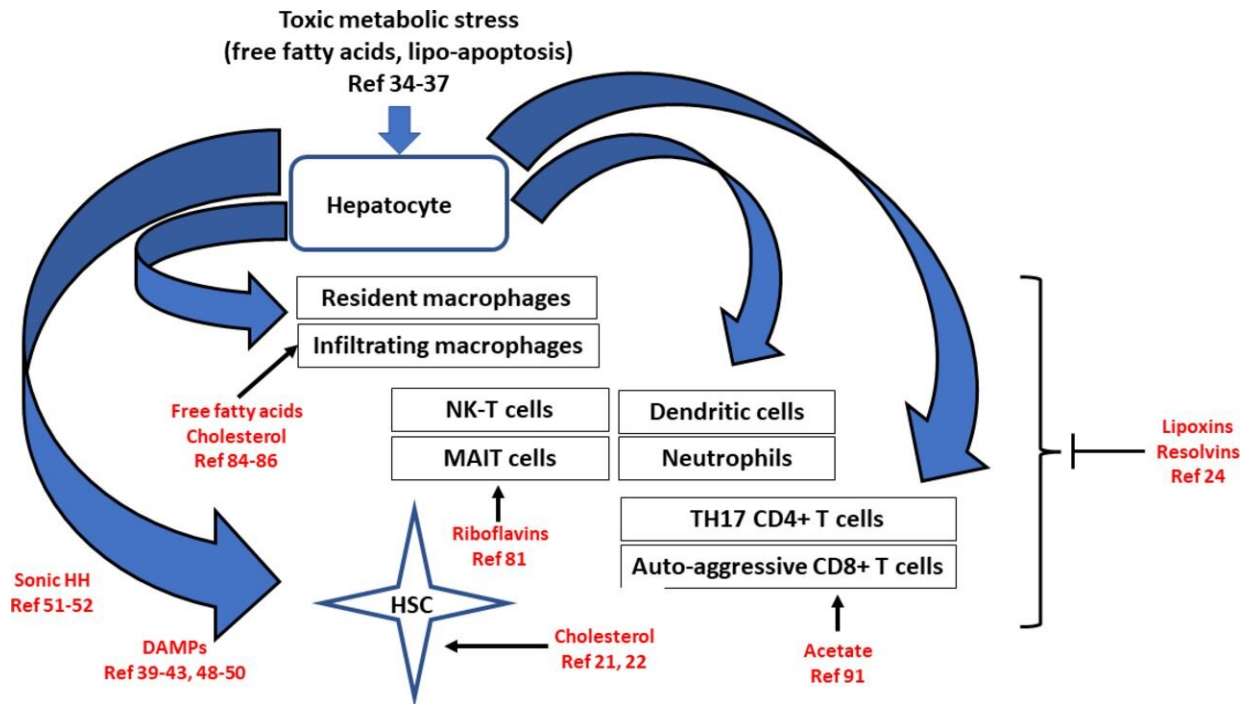 Toxic metabolic stress
(free fatty acids, lipo-apoptosis)
Ref 34-37
Hepatocyte
Resident macrophages
Infiltrating macrophages
Free fatty acids
Cholesterol
Ref 84-86
NK-T cells
MAIT cells
Dendritic cells
Neutrophils
Riboflavins
Ref 81
TH17 CD4+ T cells
Auto-aggressive CD8+ T cells
Lipoxins
Resolvins
Ref 24
Sonic HH
Ref 51-52
HSC
DAMPs
Ref 39-43, 48-50
Cholesterol
Ref 21, 22
Acetate
Ref 91